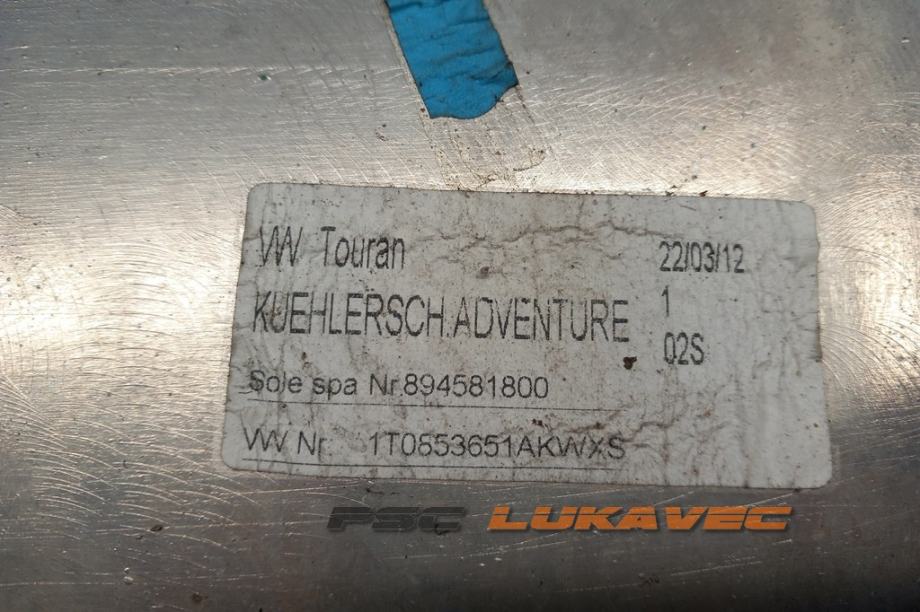 VW Touran 22/03/12
KUEHLERSCH.ADVENTURE 1
02S
Sole spa Nr.894581800
VW Nr 1T0853651AKWXS
PSC LUKAVEC